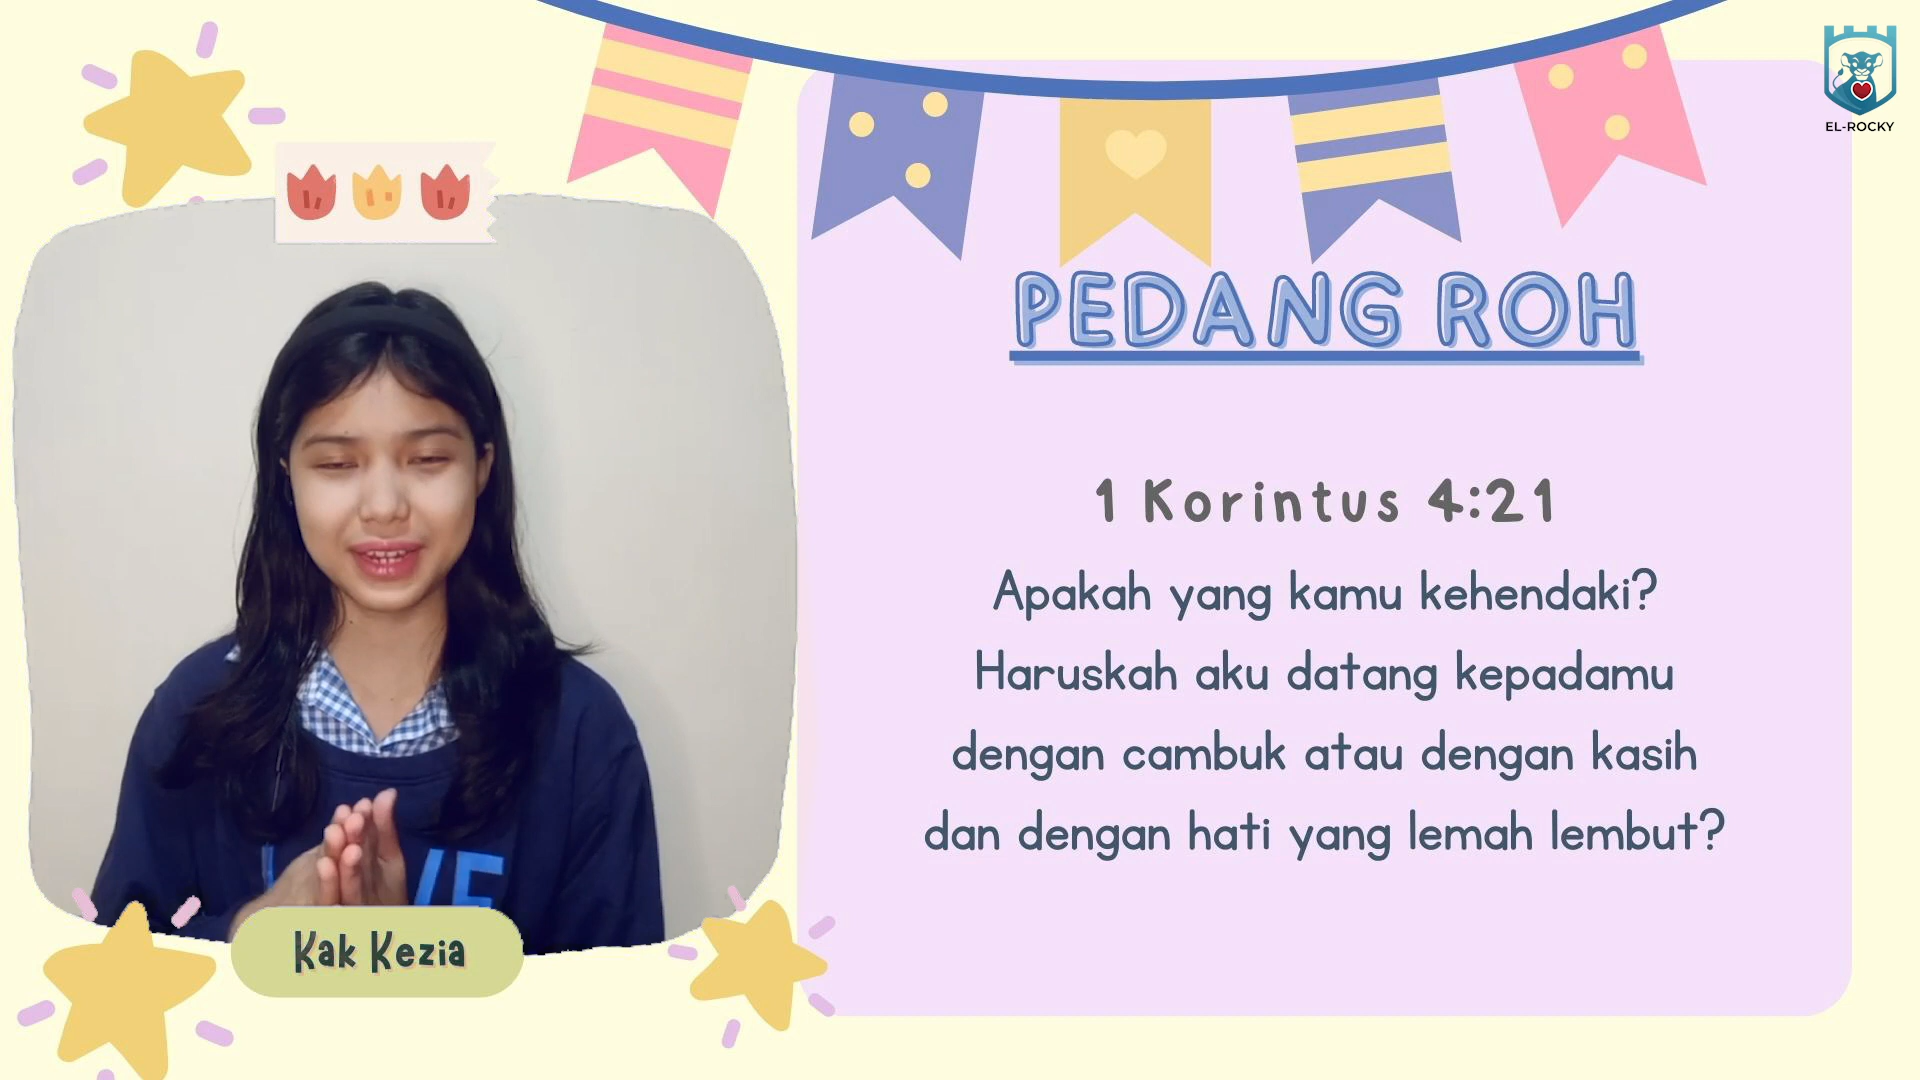 EL-ROCKY
PEDANG ROH
1 Korintus 4:21
Apakah yang kamu kehendaki?
Haruskah aku datang kepadamu
dengan cambuk atau dengan kasih
dan dengan hati yang lemah lembut?
Kak Kezia